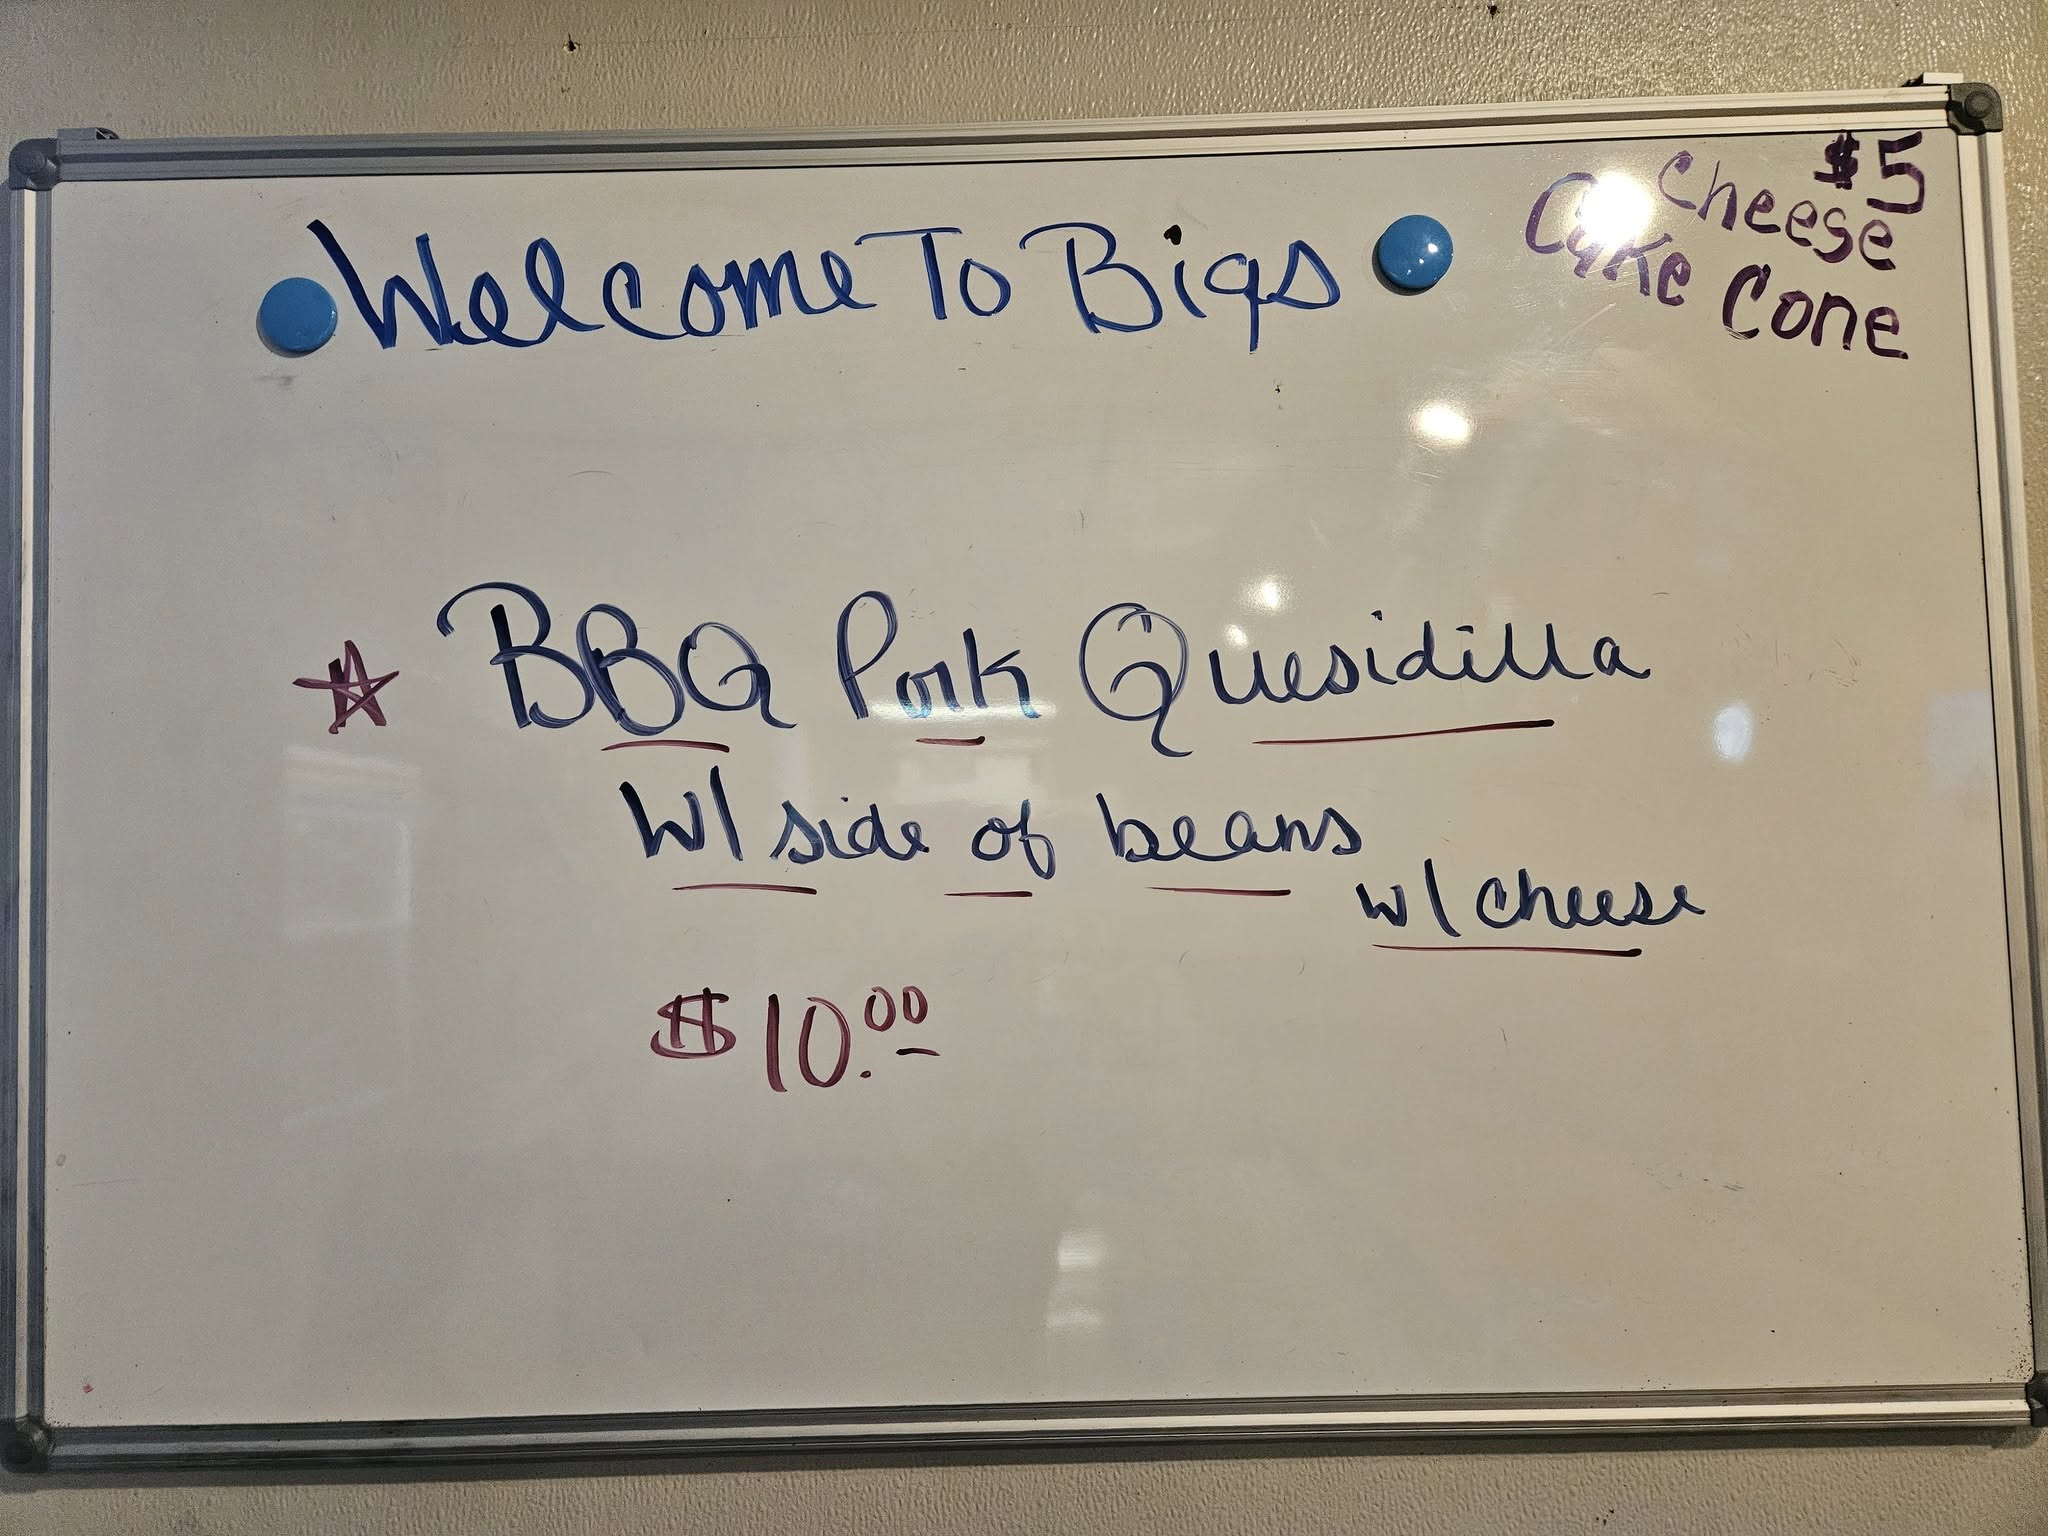 Welcome To Bigs
$5
Cheese
Cake Cone
BBQ Pork Quesidilla
W/ side of beans
w/ cheese
$10.00